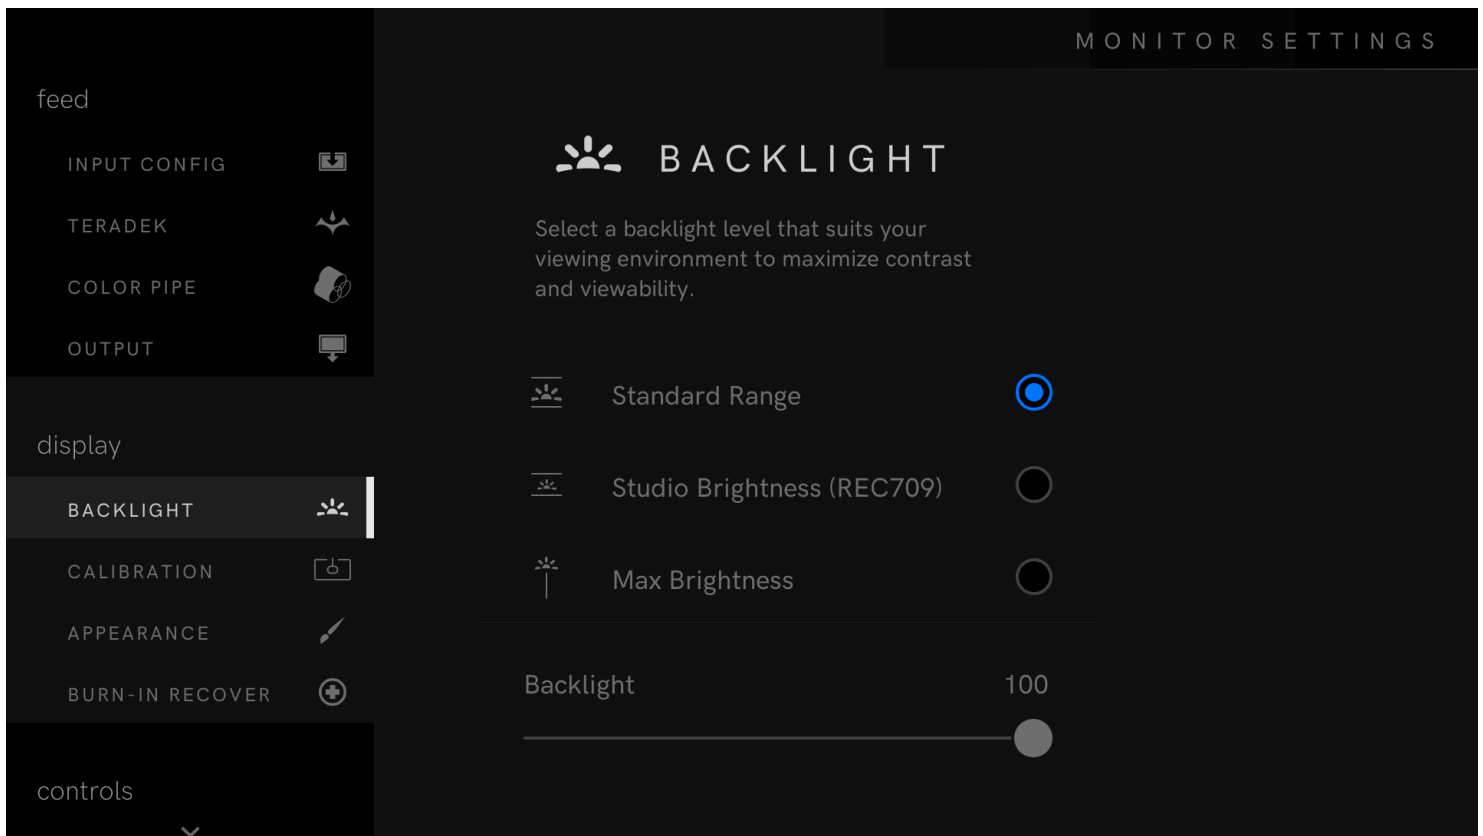 MONITOR SETTINGS
feed
INPUT CONFIG
TERADEK
COLOR PIPE
OUTPUT
display
BACKLIGHT
CALIBRATION
APPEARANCE
BURN-IN RECOVER
controls
BACKLIGHT
Select a backlight level that suits your
viewing environment to maximize contrast
and viewability.
Standard Range
Studio Brightness (REC709)
Max Brightness
Backlight 100